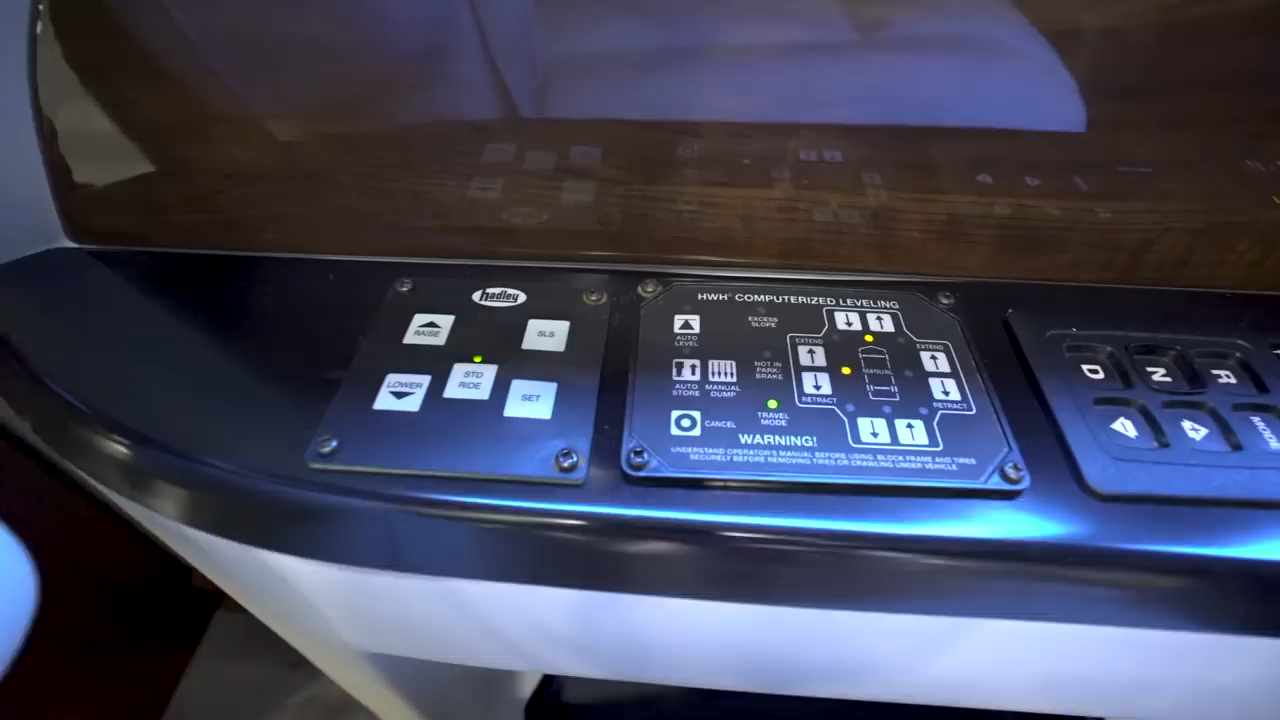 hadley
RAISE
SLS
LOWER
STD
RIDE
SET
HWH® COMPUTERIZED LEVELING
AUTO
LEVEL
EXCESS
SLOPE
AUTO
STORE
MANUAL
DUMP
NOT IN
PARK/
BRAKE
CANCEL
TRAVEL
MODE
EXTEND
RETRACT
MANUAL
EXTEND
RETRACT
WARNING!
UNDERSTAND OPERATOR'S MANUAL BEFORE USING. BLOCK FRAME AND TIRES
SECURELY BEFORE REMOVING TIRES OR CRAWLING UNDER VEHICLE.
D
N
R